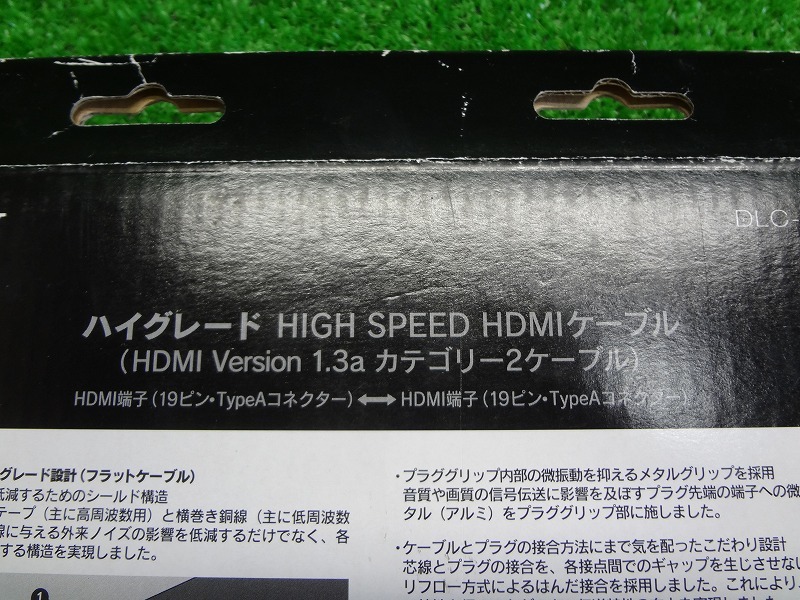 DLC-
ハイグレード HIGH SPEED HDMIケーブル
(HDMI Version 1.3a カテゴリー2ケーブル)
HDMI端子(19ピン・TypeAコネクター) ⟷ HDMI端子(19ピン・TypeAコネクター)
グレード設計(フラットケーブル)
低減するためのシールド構造
テープ(主に高周波数用)と横巻き銅線(主に低周波数
線に与える外来ノイズの影響を低減するだけでなく、各
する構造を実現しました。
1
・プラググリップ内部の微振動を抑えるメタルグリップを採用
音質や画質の信号伝送に影響を及ぼすプラグ先端の端子への微
タル(アルミ)をプラググリップ部に施しました。
・ケーブルとプラグの接合方法にまで気を配ったこだわり設計
芯線とプラグの接合を、各接点間でのギャップを生じさせない
リフロー方式によるはんだ接合を採用しました。これにより、